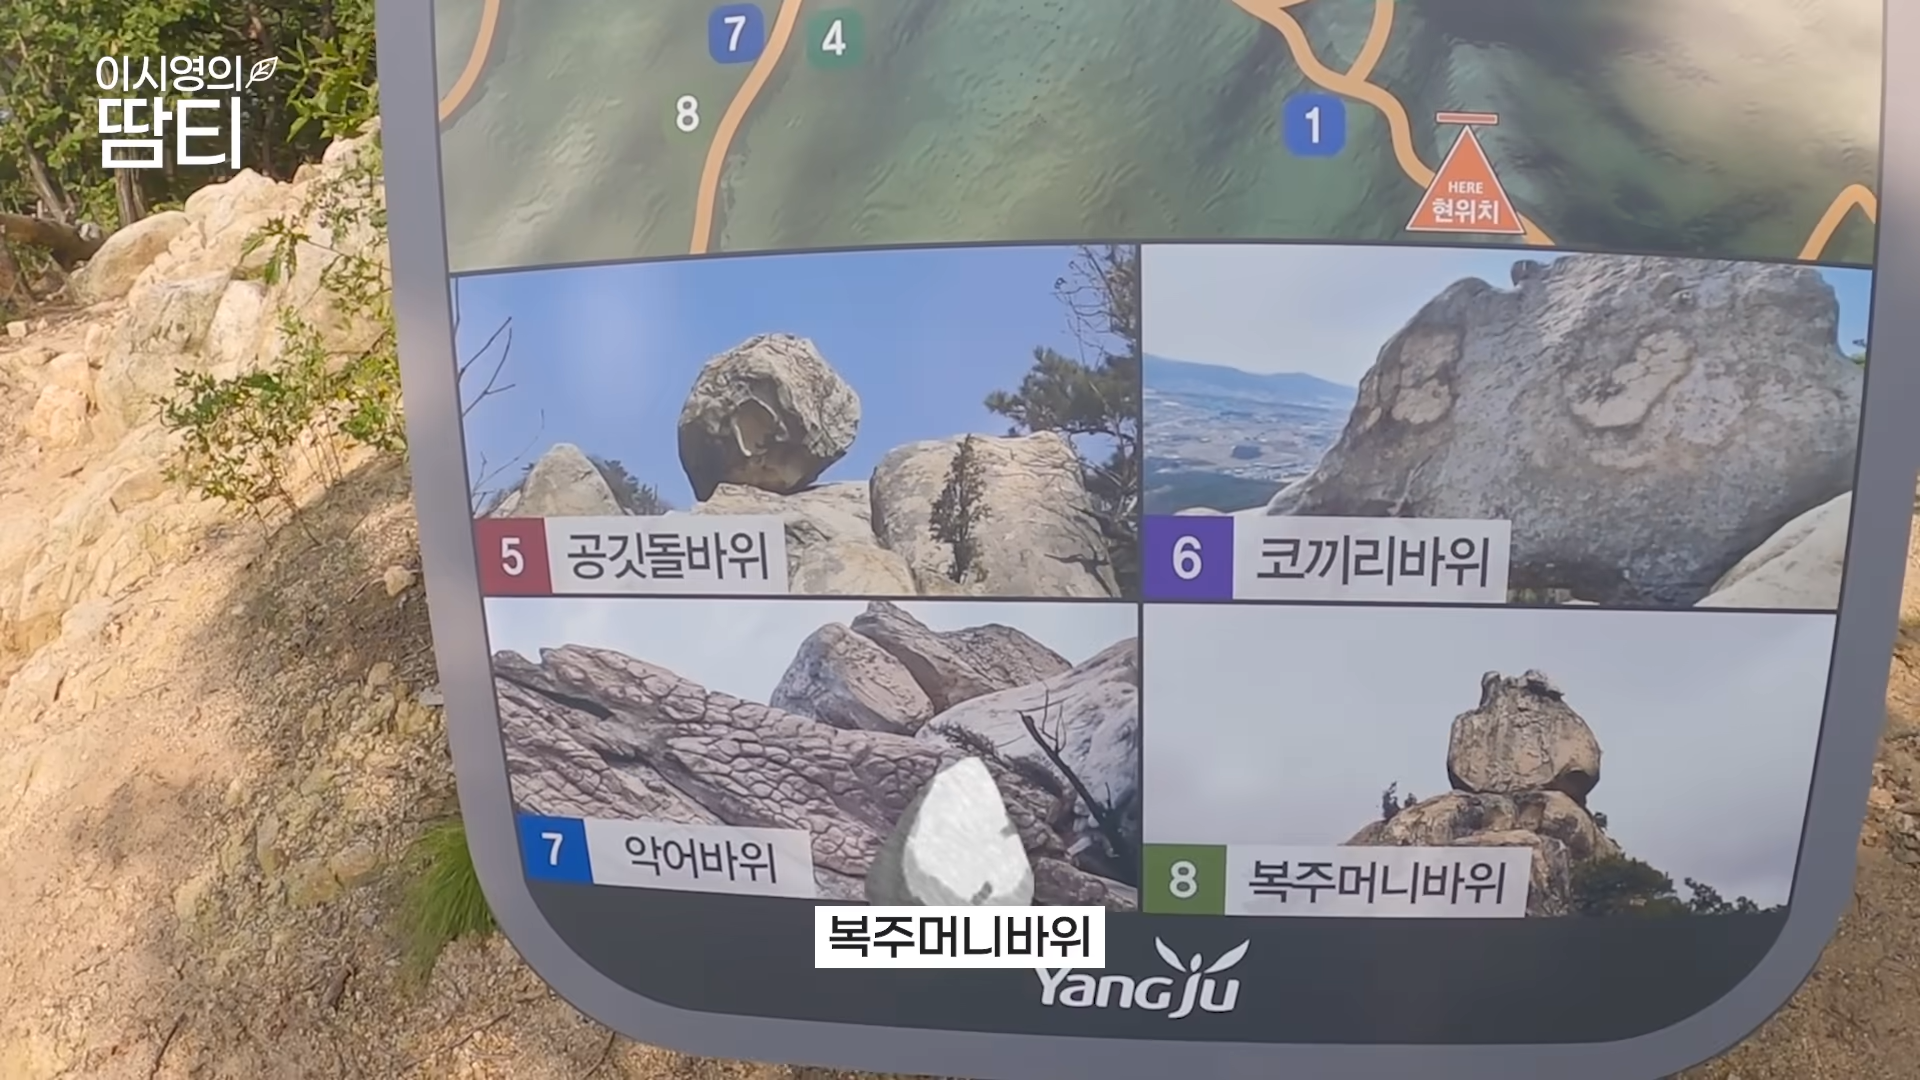 이시영의
땀티
7
4
8
1
HERE
현위치
5 공깃돌바위
6 코끼리바위
7 악어바위
8 복주머니바위
복주머니바위
Yangju